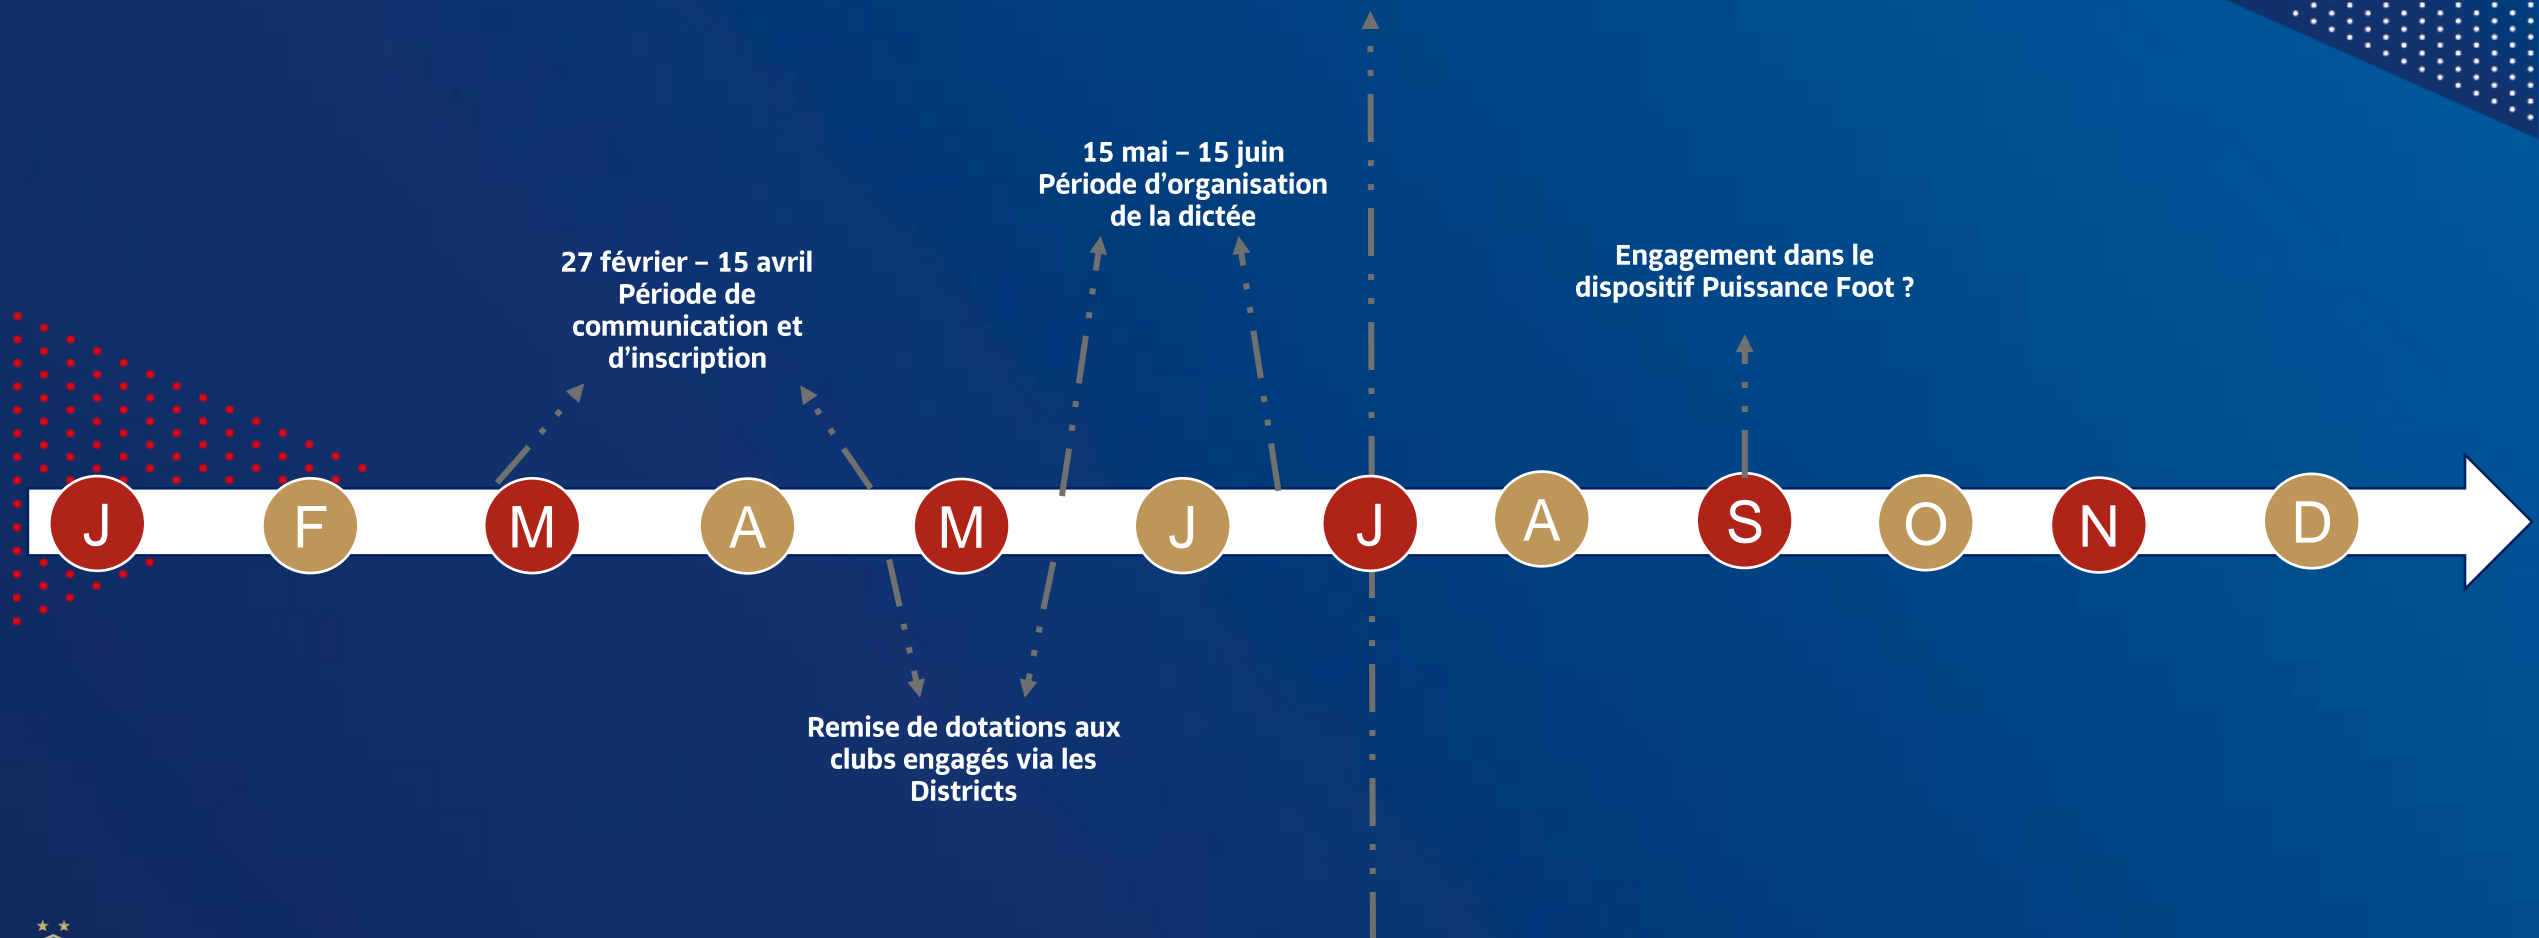 15 mai – 15 juin
Période d’organisation
de la dictée
27 février – 15 avril
Période de
communication et
d’inscription
Engagement dans le
dispositif Puissance Foot ?
J F M A M J J A S O N D
Remise de dotations aux
clubs engagés via les
Districts